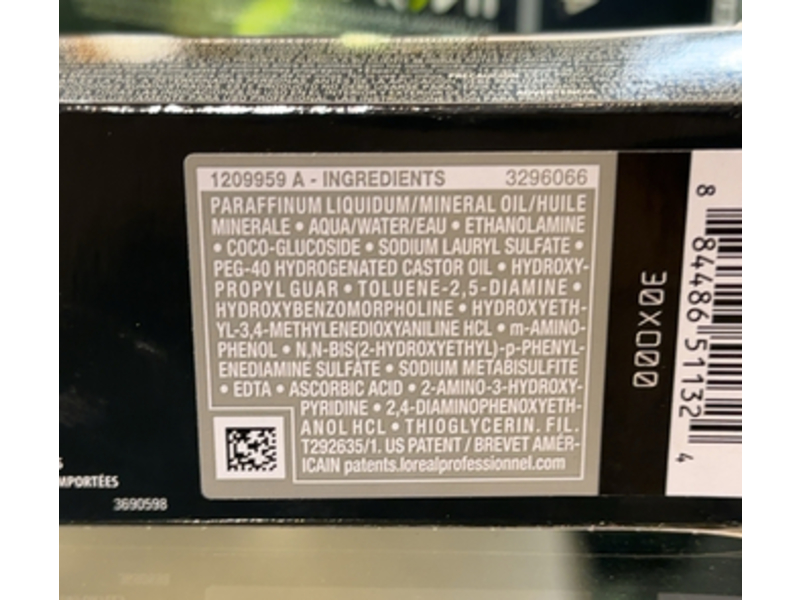 1209959 A - INGREDIENTS 3296066
PARAFFINUM LIQUIDUM/MINERAL OIL/HUILE
MINERALE • AQUA/WATER/EAU • ETHANOLAMINE
• COCO-GLUCOSIDE • SODIUM LAURYL SULFATE •
PEG-40 HYDROGENATED CASTOR OIL • HYDROXY-
PROPYL GUAR • TOLUENE-2,5-DIAMINE •
HYDROXYBENZOMORPHOLINE • HYDROXYETH-
YL-3,4-METHYLENEDIOXYANILINE HCL • m-AMINO-
PHENOL • N,N-BIS(2-HYDROXYETHYL)-p-PHENYL-
ENEDIAMINE SULFATE • SODIUM METABISULFITE
• EDTA • ASCORBIC ACID • 2-AMINO-3-HYDROXY-
PYRIDINE • 2,4-DIAMINOPHENOXYETH-
ANOL HCL • THIOGLYCERIN. FIL.
T292635/1. US PATENT / BREVET AMÉR-
ICAIN patents.lorealprofessionnel.com
30X000
8 84486 51132 4
S
MPORTÉES
3690598